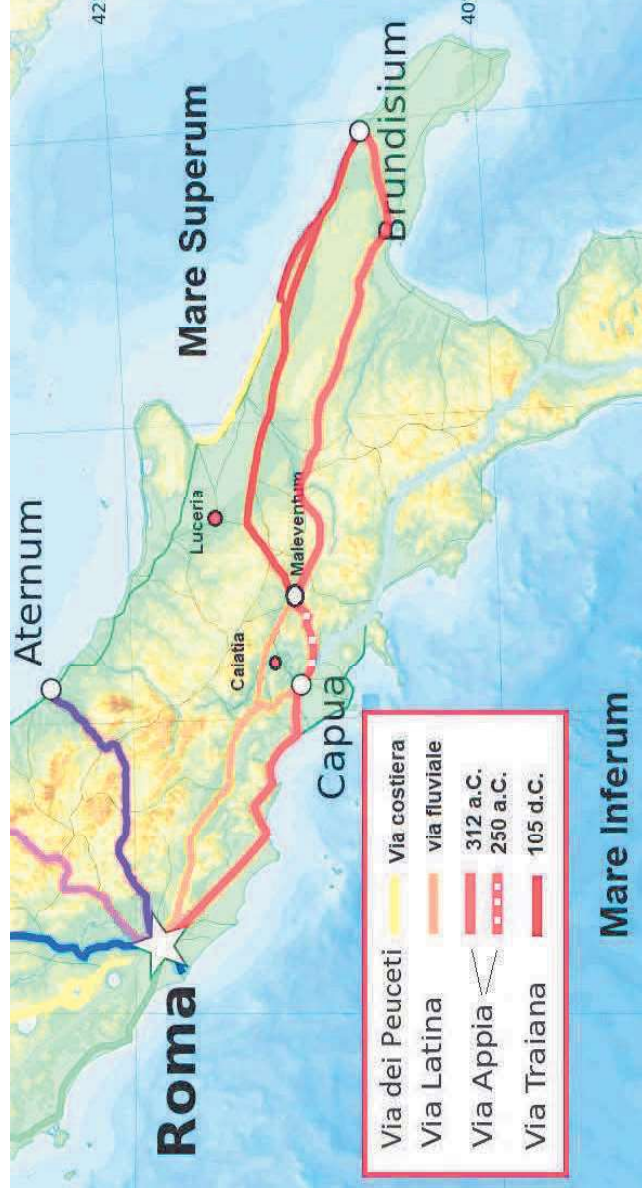 42
40
Mare Superum
Aternum
Luceria
Brundisium
Maleventum
Caiatia
Roma
Capua
Via dei Peuceti Via costiera
Via Latina via fluviale
Via Appia 312 a.C.
250 a.C.
Via Traiana 105 d.C.
Mare Inferum